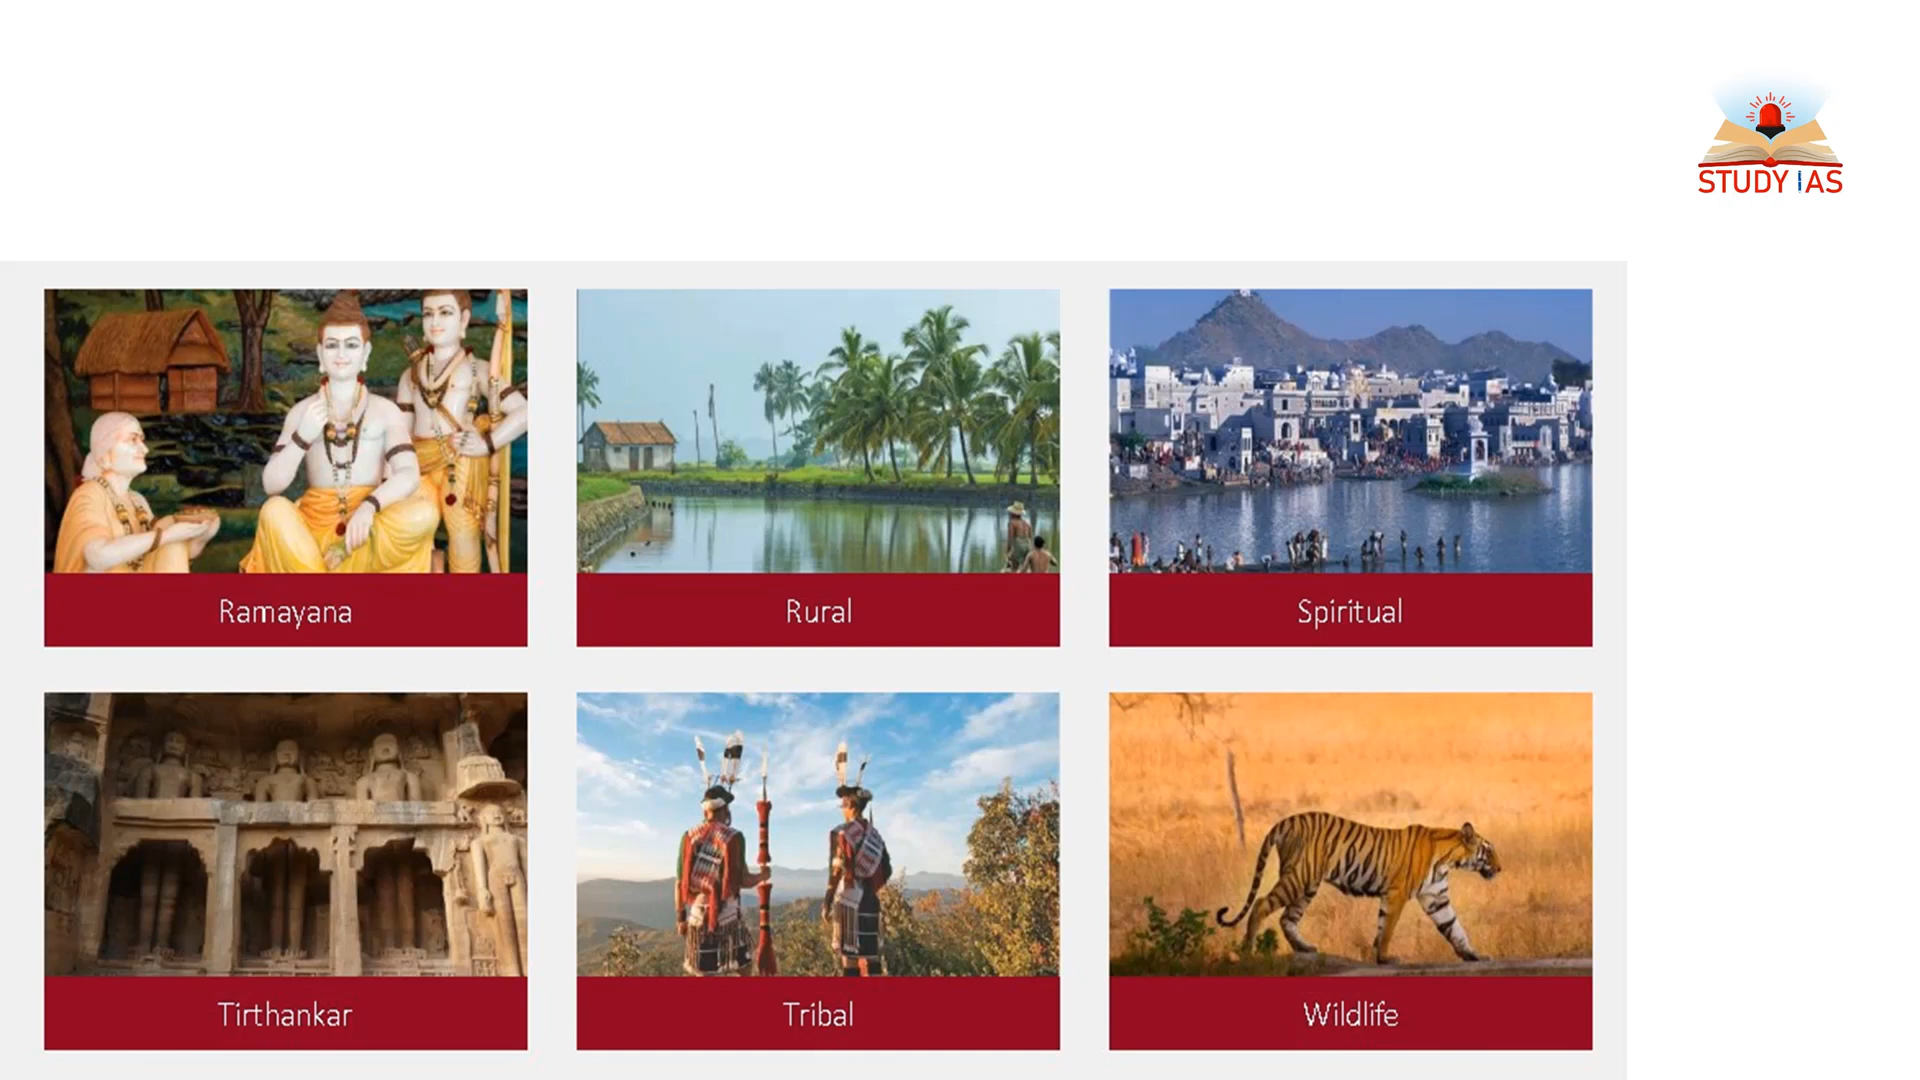 STUDY IAS
Ramayana
Rural
Spiritual
Tirthankar
Tribal
Wildlife